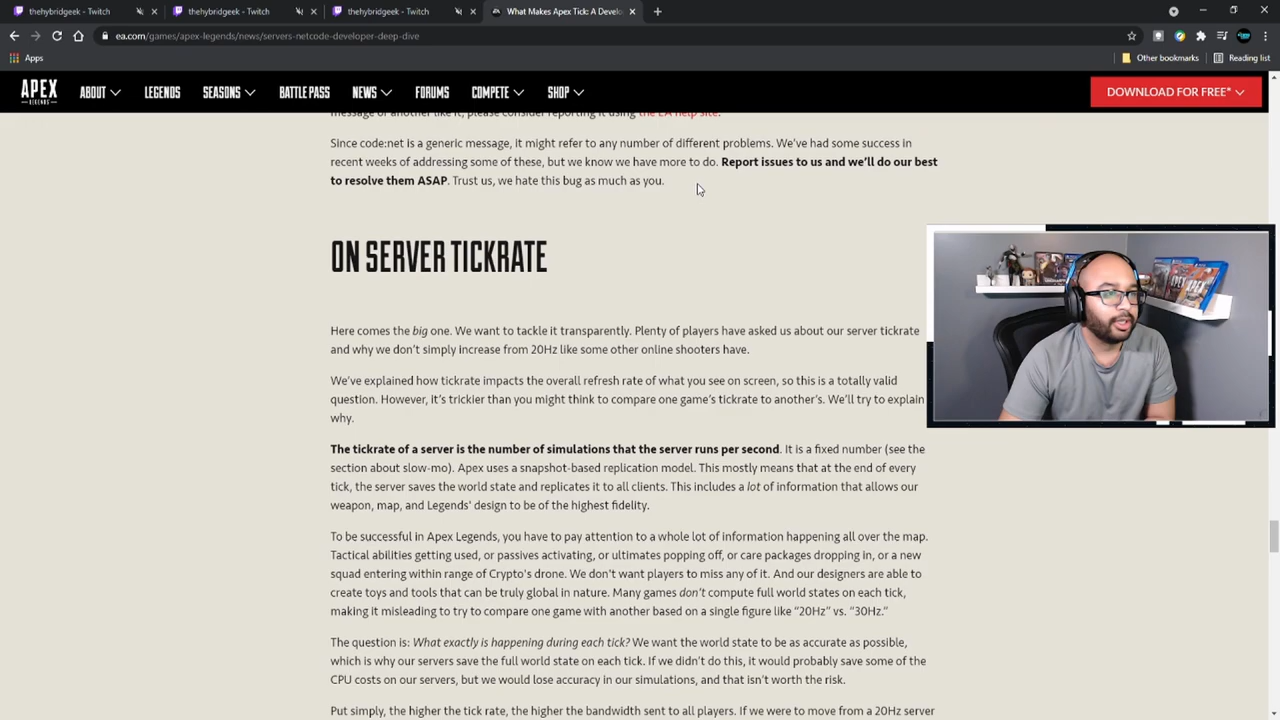 thehybridgeek - Twitch
thehybridgeek - Twitch
thehybridgeek - Twitch
What Makes Apex Tick: A Develo
ea.com/games/apex-legends/news/servers-netcode-developer-deep-dive
Apps
Other bookmarks
Reading list
APEX
LEGENDS
ABOUT
LEGENDS
SEASONS
BATTLE PASS
NEWS
FORUMS
COMPETE
SHOP
DOWNLOAD FOR FREE*
message or another like it, please consider reporting it using the EA help site.
Since code:net is a generic message, it might refer to any number of different problems. We've had some success in
recent weeks of addressing some of these, but we know we have more to do. Report issues to us and we'll do our best
to resolve them ASAP. Trust us, we hate this bug as much as you.
ON SERVER TICKRATE
Here comes the big one. We want to tackle it transparently. Plenty of players have asked us about our server tickrate
and why we don't simply increase from 20Hz like some other online shooters have.
We've explained how tickrate impacts the overall refresh rate of what you see on screen, so this is a totally valid
question. However, it's trickier than you might think to compare one game's tickrate to another's. We'll try to explain
why.
The tickrate of a server is the number of simulations that the server runs per second. It is a fixed number (see the
section about slow-mo). Apex uses a snapshot-based replication model. This mostly means that at the end of every
tick, the server saves the world state and replicates it to all clients. This includes a lot of information that allows our
weapon, map, and Legends' design to be of the highest fidelity.
To be successful in Apex Legends, you have to pay attention to a whole lot of information happening all over the map.
Tactical abilities getting used, or passives activating, or ultimates popping off, or care packages dropping in, or a new
squad entering within range of Crypto's drone. We don't want players to miss any of it. And our designers are able to
create toys and tools that can be truly global in nature. Many games don't compute full world states on each tick,
making it misleading to try to compare one game with another based on a single figure like "20Hz" vs. "30Hz."
The question is: What exactly is happening during each tick? We want the world state to be as accurate as possible,
which is why our servers save the full world state on each tick. If we didn't do this, it would probably save some of the
CPU costs on our servers, but we would lose accuracy in our simulations, and that isn't worth the risk.
Put simply, the higher the tick rate, the higher the bandwidth sent to all players. If we were to move from a 20Hz server